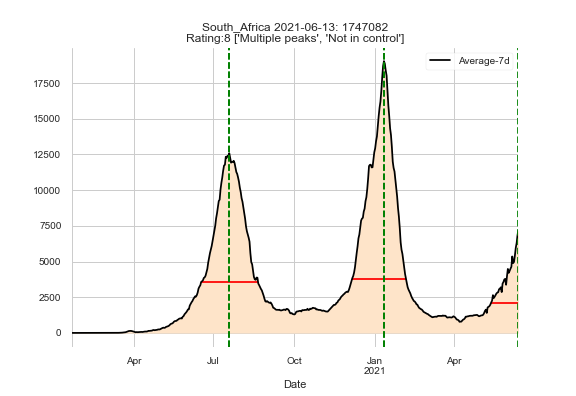 South_Africa 2021-06-13: 1747082
Rating:8 ['Multiple peaks', 'Not in control']
Average-7d
17500
15000
12500
10000
7500
5000
2500
0
Apr
Jul
Oct
Jan
2021
Apr
Date